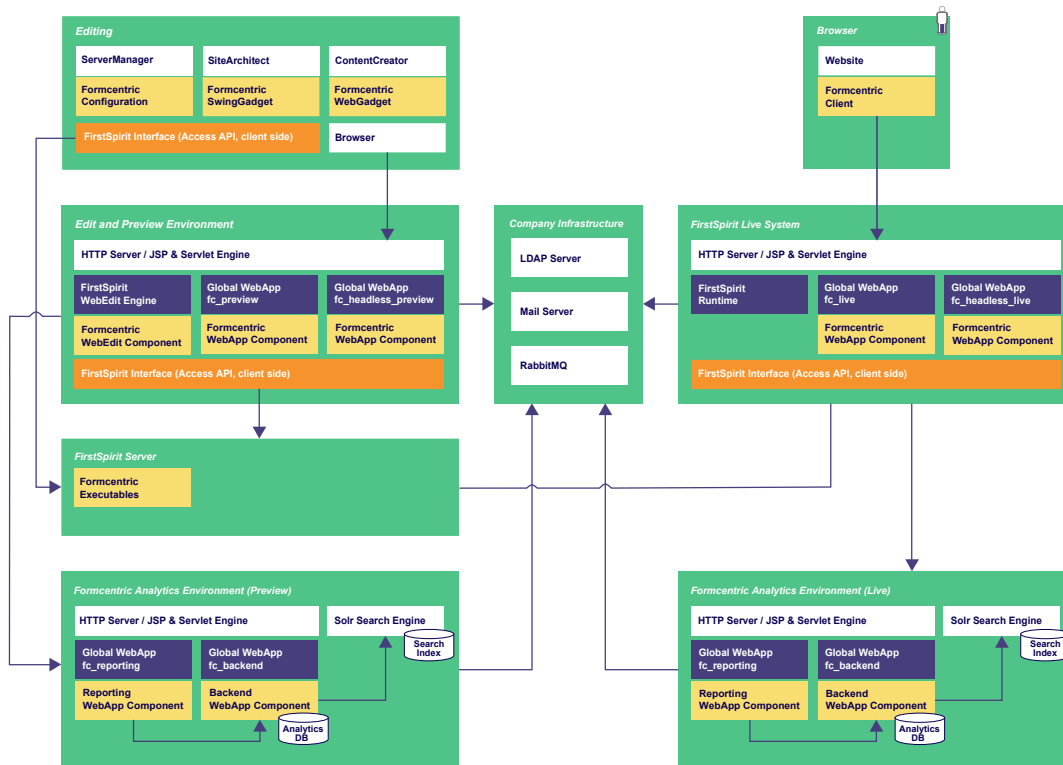 Editing
ServerManager
SiteArchitect
ContentCreator
Formcentric
Configuration
Formcentric
SwingGadget
Formcentric
WebGadget
FirstSpirit Interface (Access API, client side)
Browser
Browser
Website
Formcentric
Client
Edit and Preview Environment
HTTP Server / JSP & Servlet Engine
FirstSpirit
WebEdit Engine
Global WebApp
fc_preview
Global WebApp
fc_headless_preview
Formcentric
WebEdit Component
Formcentric
WebApp Component
Formcentric
WebApp Component
FirstSpirit Interface (Access API, client side)
Company Infrastructure
LDAP Server
Mail Server
RabbitMQ
FirstSpirit Live System
HTTP Server / JSP & Servlet Engine
FirstSpirit
Runtime
Global WebApp
fc_live
Global WebApp
fc_headless_live
Formcentric
WebApp Component
Formcentric
WebApp Component
FirstSpirit Interface (Access API, client side)
FirstSpirit Server
Formcentric
Executables
Formcentric Analytics Environment (Preview)
HTTP Server / JSP & Servlet Engine
Solr Search Engine
Search
Index
Global WebApp
fc_reporting
Global WebApp
fc_backend
Reporting
WebApp Component
Backend
WebApp Component
Analytics
DB
Formcentric Analytics Environment (Live)
HTTP Server / JSP & Servlet Engine
Solr Search Engine
Search
Index
Global WebApp
fc_reporting
Global WebApp
fc_backend
Reporting
WebApp Component
Backend
WebApp Component
Analytics
DB